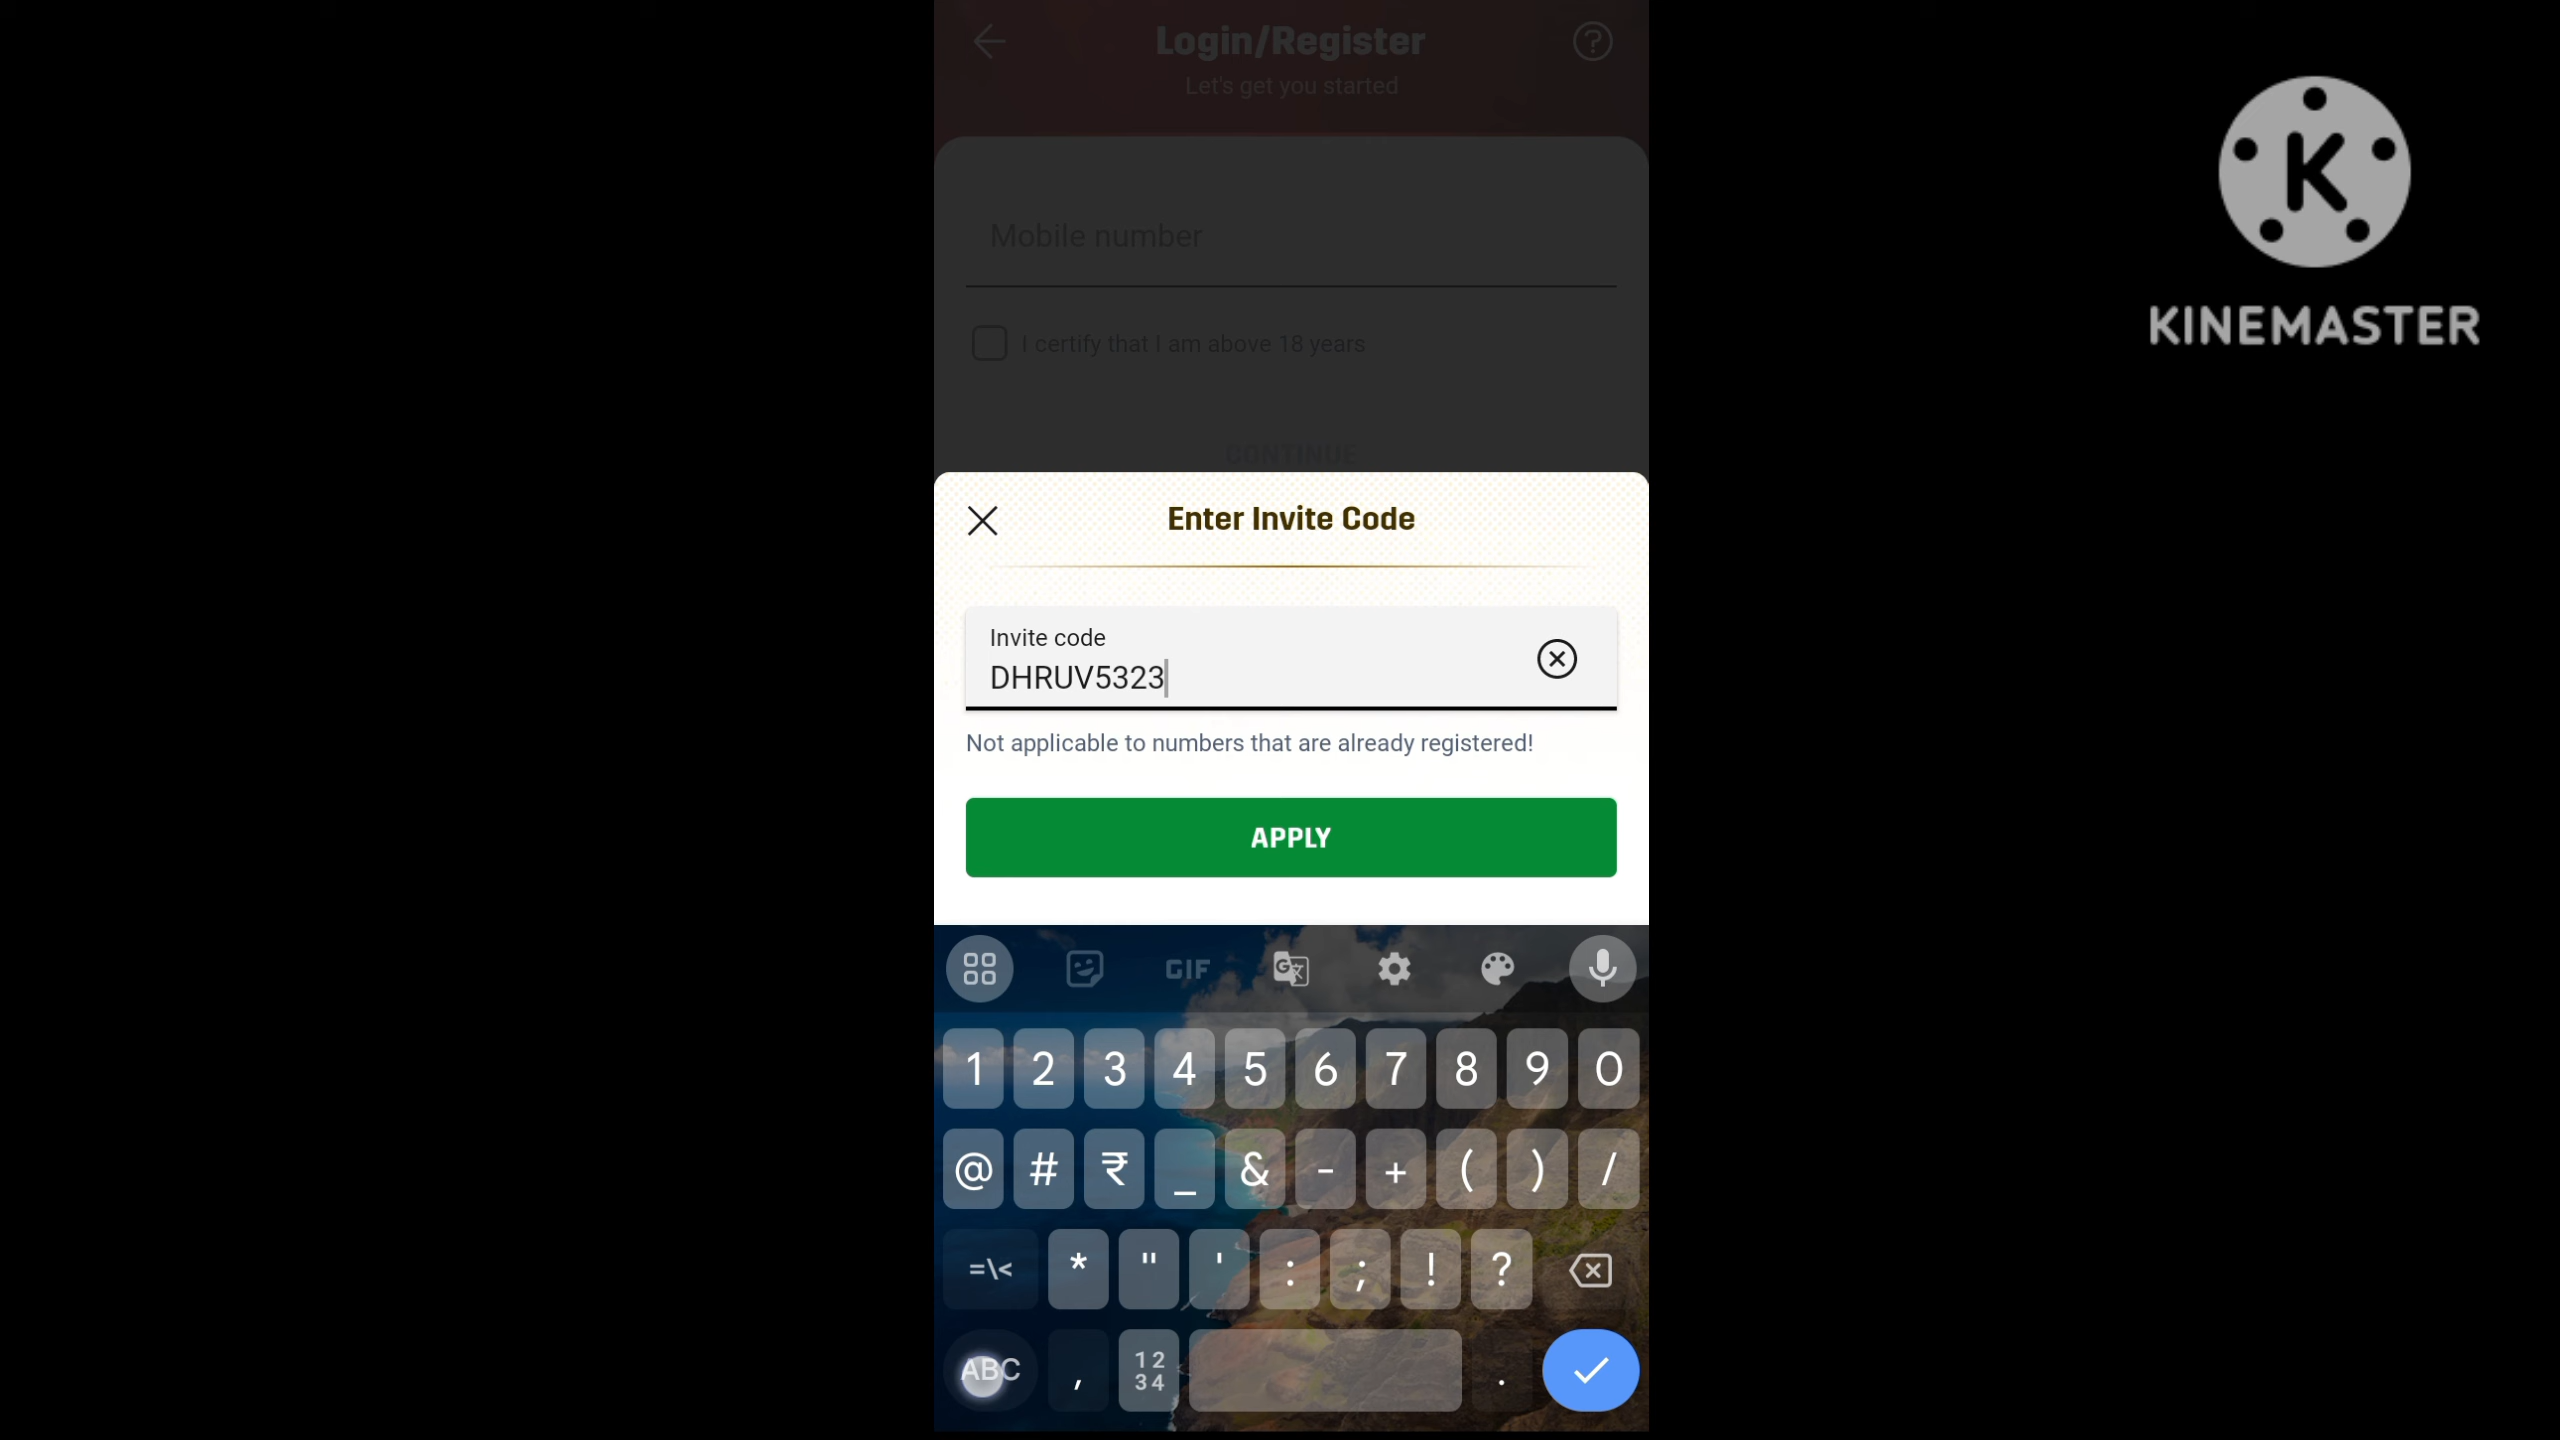 Login/Register
Let's get you started
Mobile number
I certify that I am above 18 years
CONTINUE
Enter Invite Code
Invite code
DHRUV5323
Not applicable to numbers that are already registered!
APPLY
GIF
1 2 3 4 5 6 7 8 9 0
@ # ₹ _ & - + ( ) /
=\< * " ' : ; ! ?
ABC , 12 34 .
K
KINEMASTER